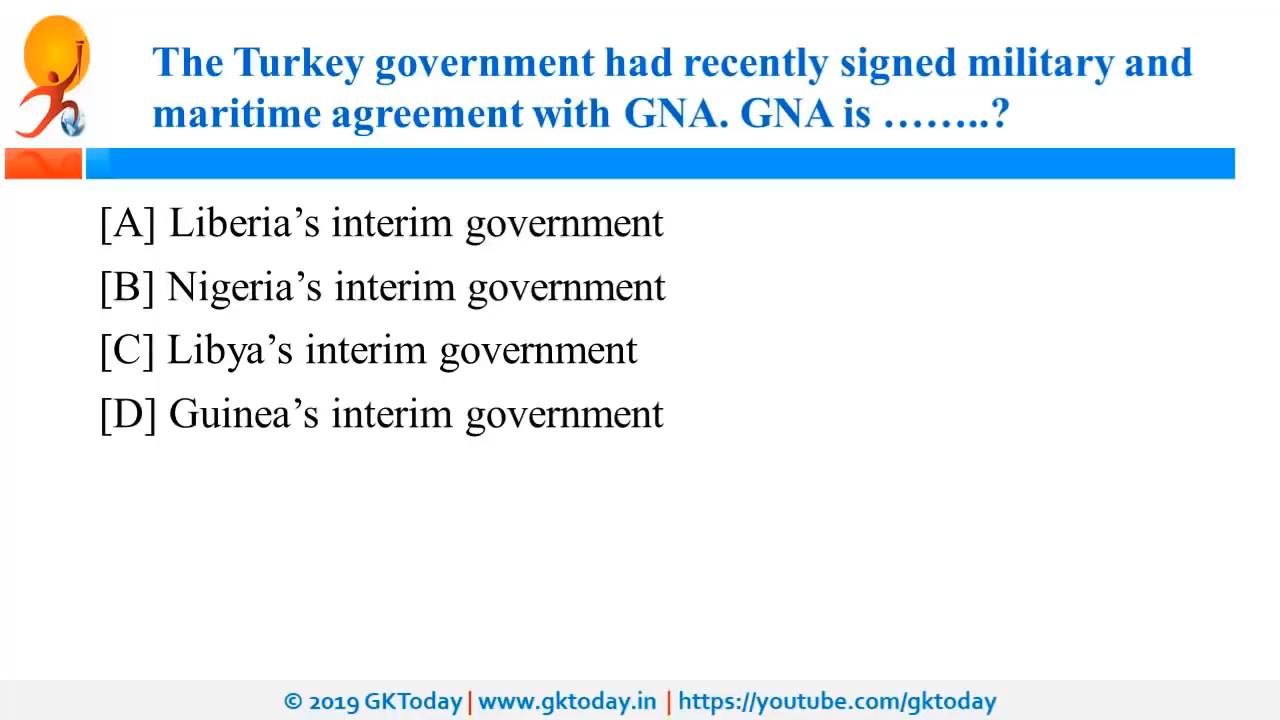 The Turkey government had recently signed military and
maritime agreement with GNA. GNA is ……..?
[A] Liberia’s interim government
[B] Nigeria’s interim government
[C] Libya’s interim government
[D] Guinea’s interim government
© 2019 GKToday | www.gktoday.in | https://youtube.com/gktoday